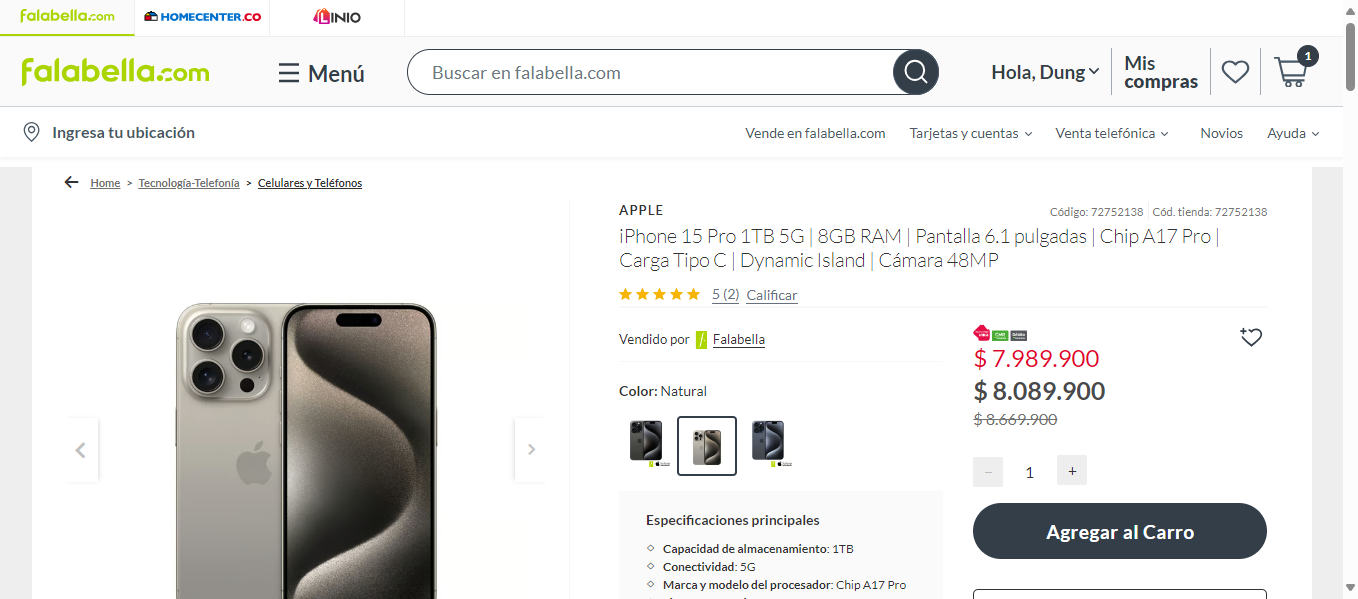 falabella.com
HOMECENTER.CO
LINIO
falabella.com
Menú
Buscar en falabella.com
Hola, Dung
Mis compras
1
Ingresa tu ubicación
Vende en falabella.com
Tarjetas y cuentas
Venta telefónica
Novios
Ayuda
Home > Tecnología-Telefonía > Celulares y Teléfonos
APPLE
Código: 72752138
Cód. tienda: 72752138
iPhone 15 Pro 1TB 5G | 8GB RAM | Pantalla 6.1 pulgadas | Chip A17 Pro |
Carga Tipo C | Dynamic Island | Cámara 48MP
5 (2) Calificar
Vendido por Falabella
$ 7.989.900
$ 8.089.900
$ 8.669.900
Color: Natural
- 1 +
Agregar al Carro
Especificaciones principales
Capacidad de almacenamiento: 1TB
Conectividad: 5G
Marca y modelo del procesador: Chip A17 Pro